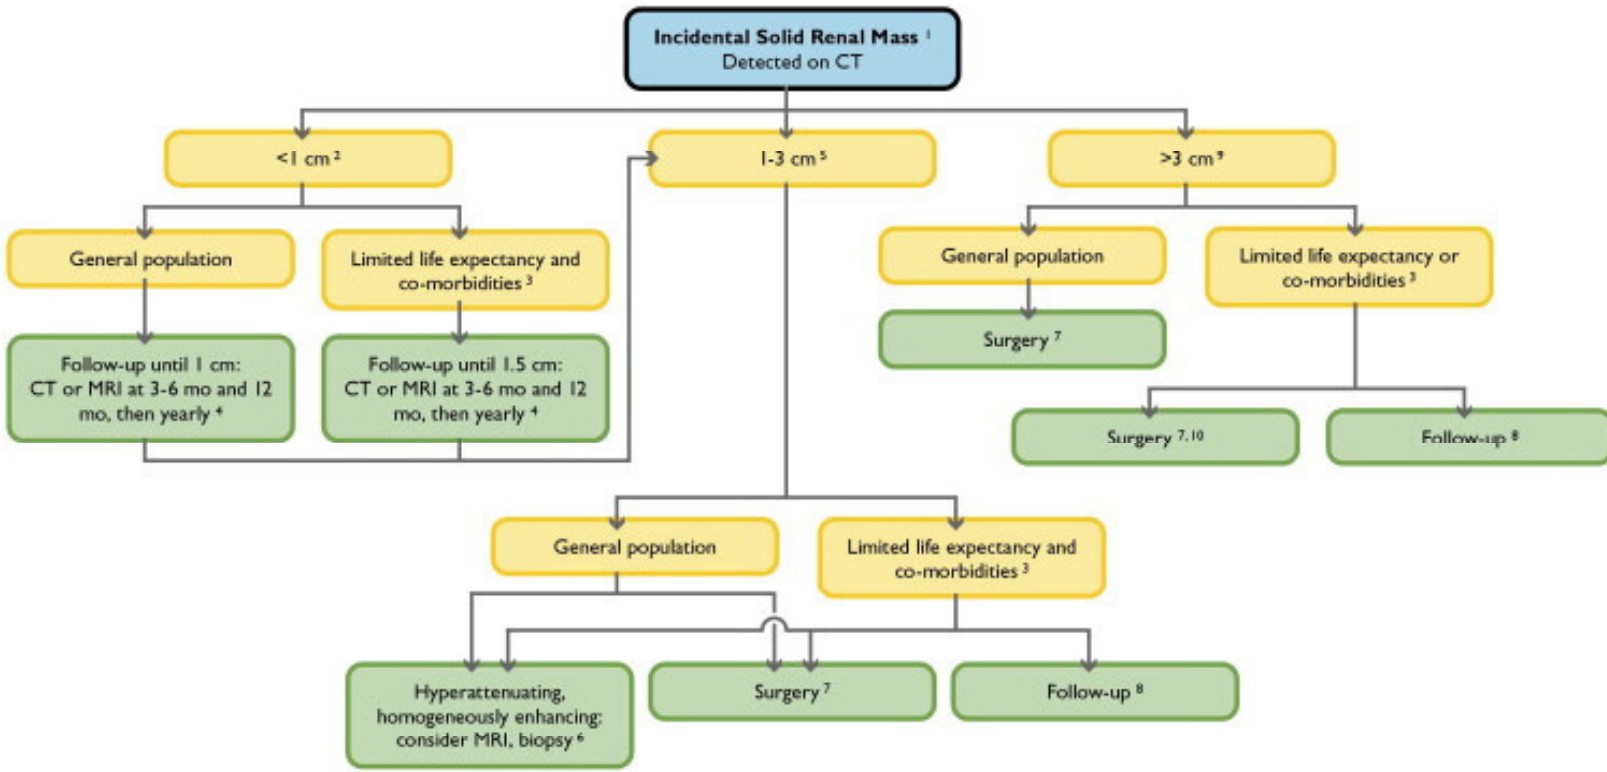 Incidental Solid Renal Mass 1
Detected on CT
<1 cm 2
1-3 cm 5
>3 cm 9
General population
Limited life expectancy and
co-morbidities 3
General population
Limited life expectancy or
co-morbidities 3
Follow-up until 1 cm:
CT or MRI at 3-6 mo and 12
mo, then yearly 4
Follow-up until 1.5 cm:
CT or MRI at 3-6 mo and 12
mo, then yearly 4
Surgery 7
Surgery 7, 10
Follow-up 8
General population
Limited life expectancy and
co-morbidities 3
Hyperattenuating,
homogeneously enhancing:
consider MRI, biopsy 6
Surgery 7
Follow-up 8